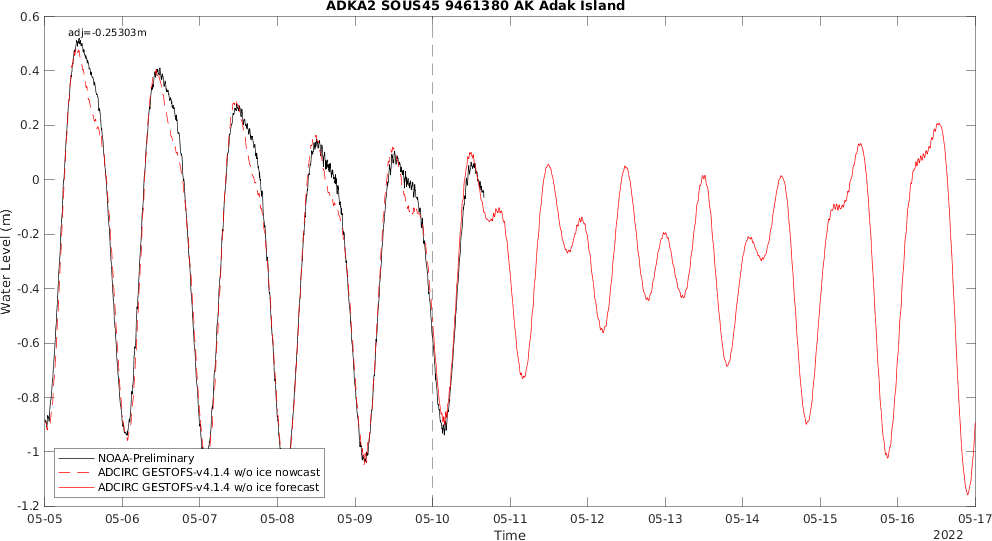 ADKA2 SOUS45 9461380 AK Adak Island
adj=-0.25303m
0.6
0.4
0.2
0
-0.2
-0.4
-0.6
-0.8
-1
-1.2
Water Level (m)
NOAA-Preliminary
ADCIRC GESTOFS-v4.1.4 w/o ice nowcast
ADCIRC GESTOFS-v4.1.4 w/o ice forecast
05-05 05-06 05-07 05-08 05-09 05-10 05-11 05-12 05-13 05-14 05-15 05-16 05-17
Time
2022